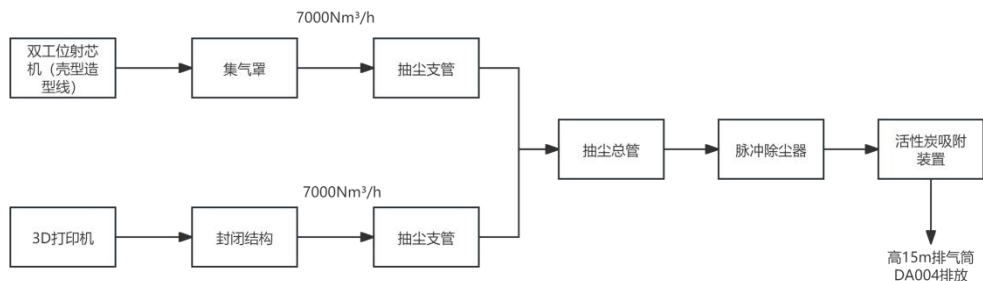 7000Nm³/h
双工位射芯
机（壳型造
型线）
集气罩
抽尘支管
抽尘总管
脉冲除尘器
活性炭吸附
装置
7000Nm³/h
3D打印机
封闭结构
抽尘支管
高15m排气筒
DA004排放